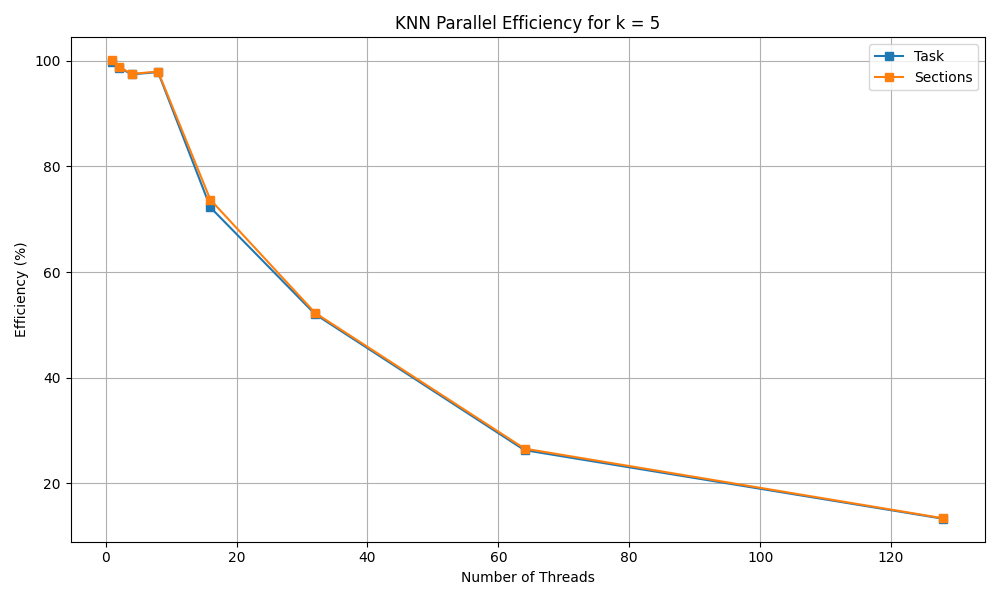 KNN Parallel Efficiency for k = 5
Task
Sections
Efficiency (%)
100
80
60
40
20
0 20 40 60 80 100 120
Number of Threads